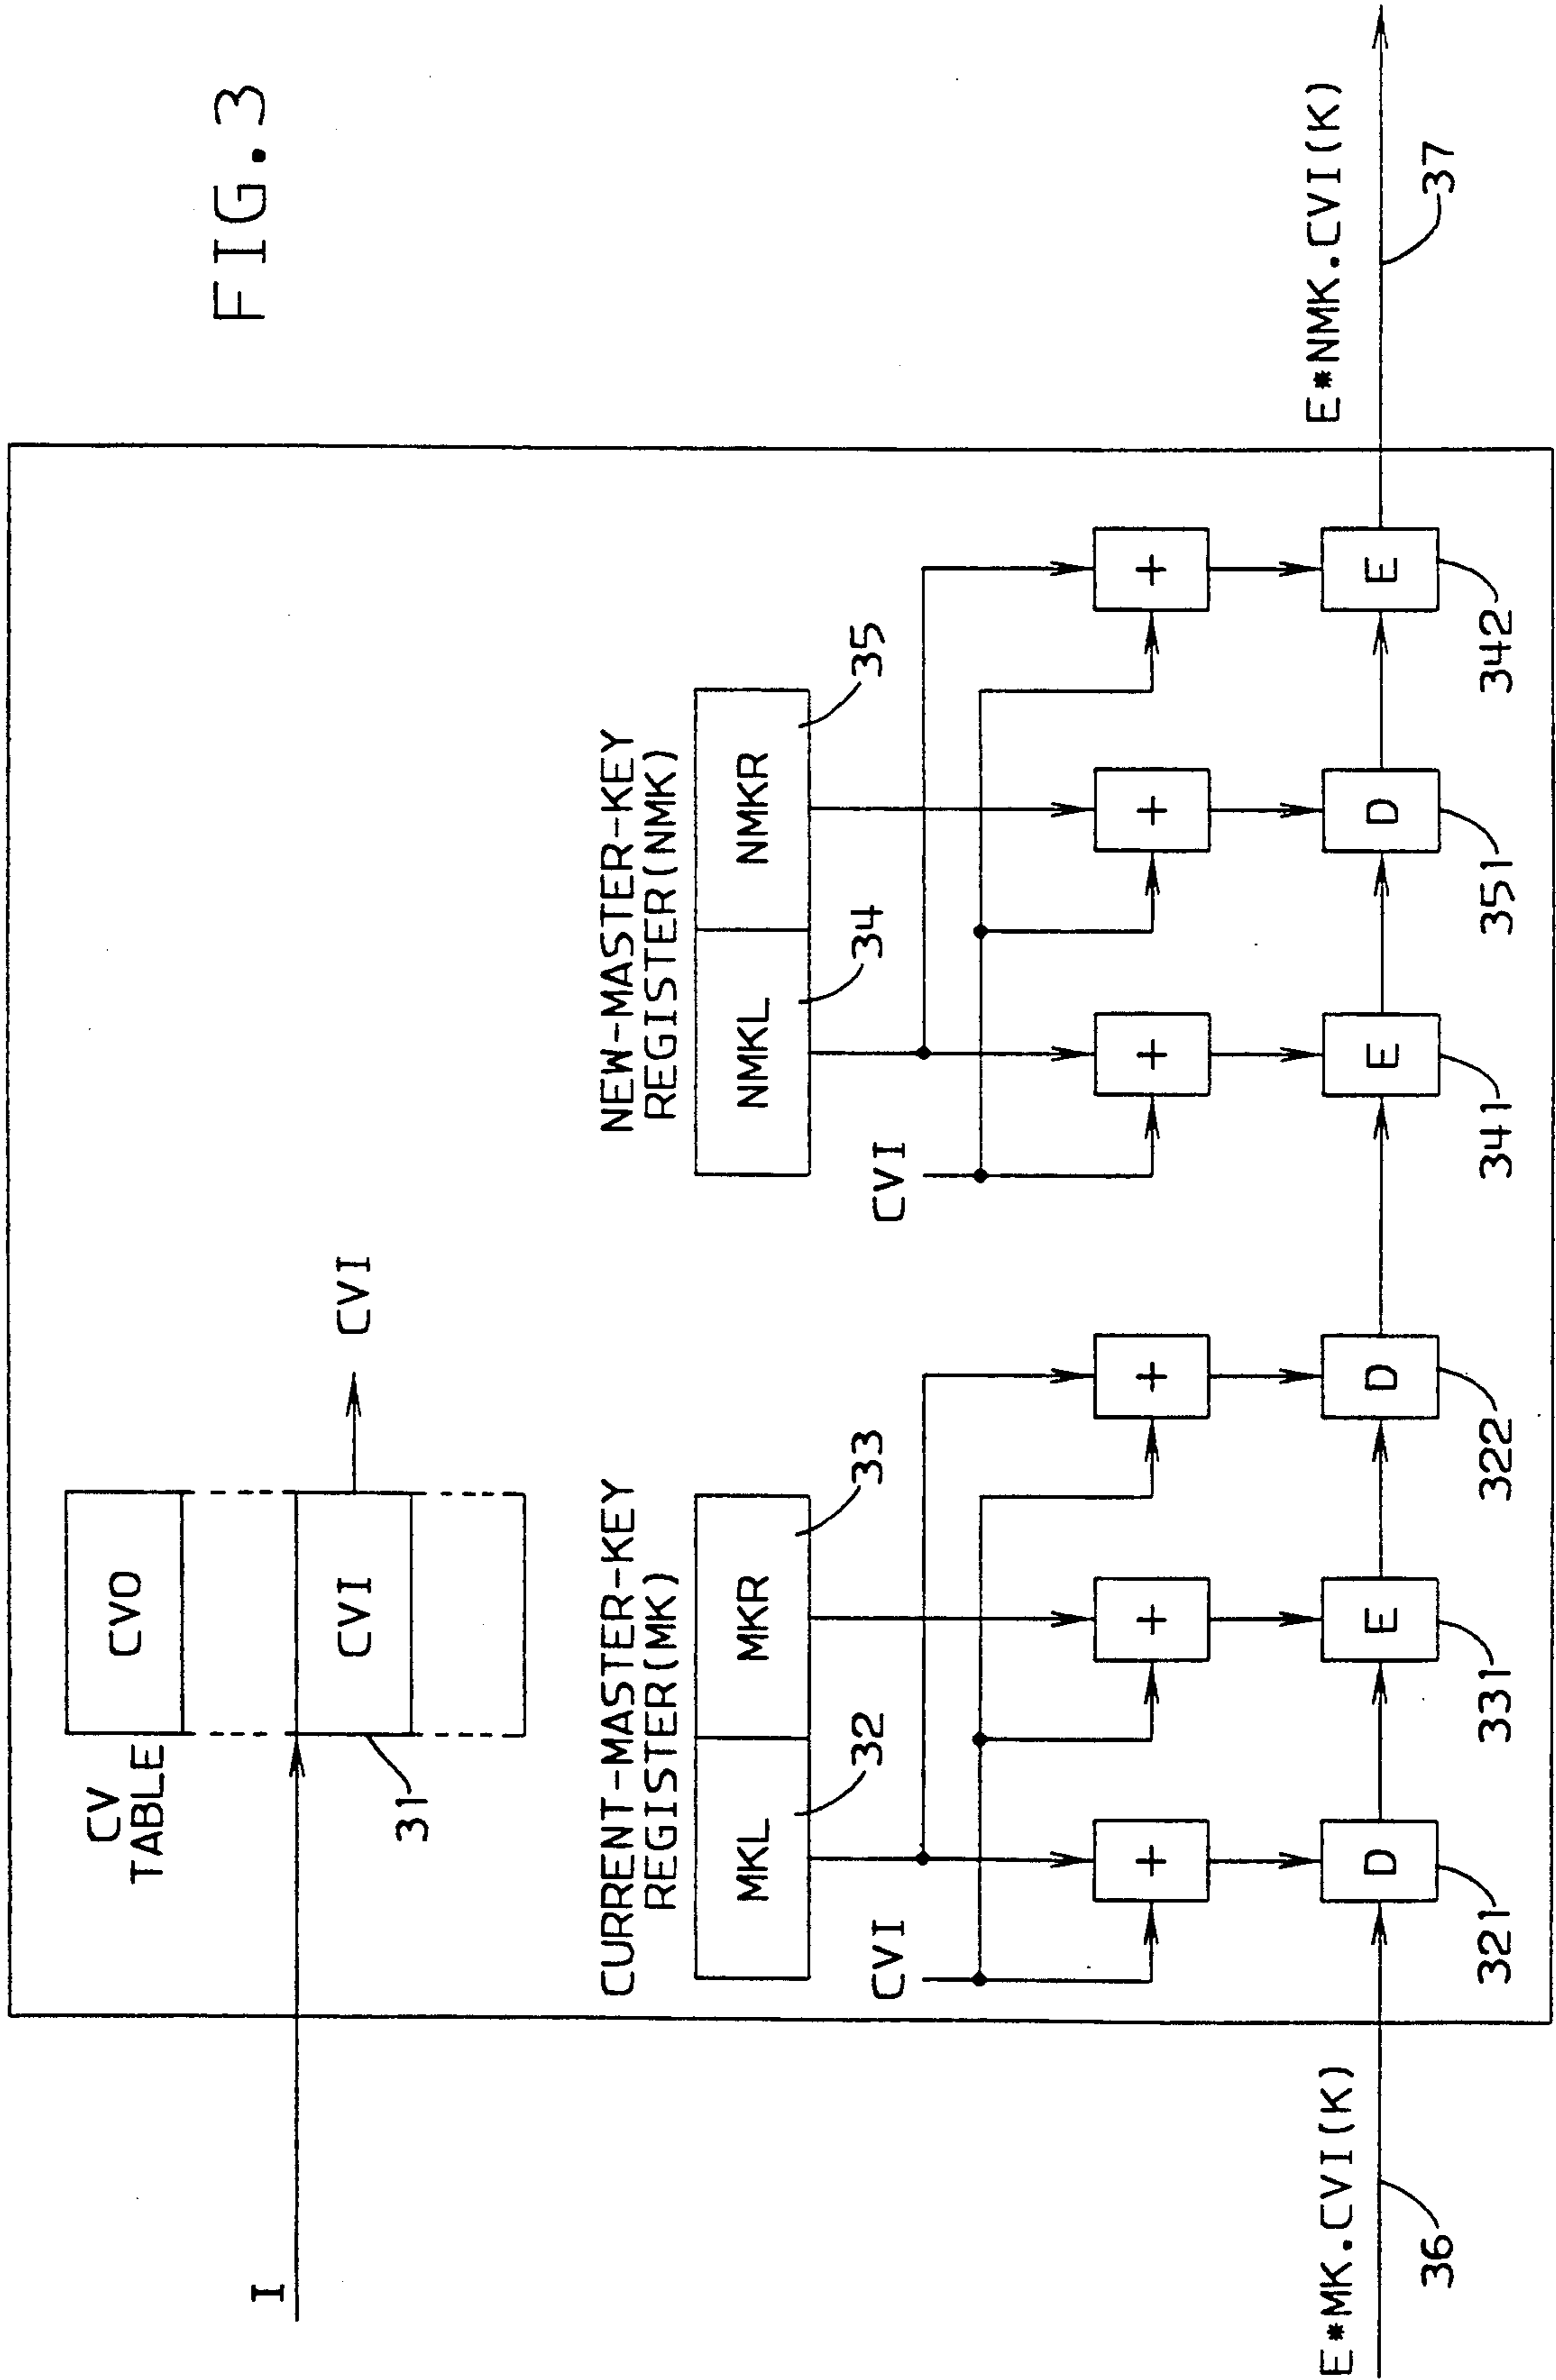 FIG.3
I
CV
TABLE
CVO
CVI
31
CVI
CURRENT-MASTER-KEY
REGISTER(MK)
MKL
MKR
32
33
NEW-MASTER-KEY
REGISTER(NMK)
NMKL
NMKR
34
35
CVI
CVI
+
+
+
+
+
+
E*MK.CVI(K)
36
D
E
D
E
D
E
E*NMK.CVI(K)
37
321
331
322
341
351
342